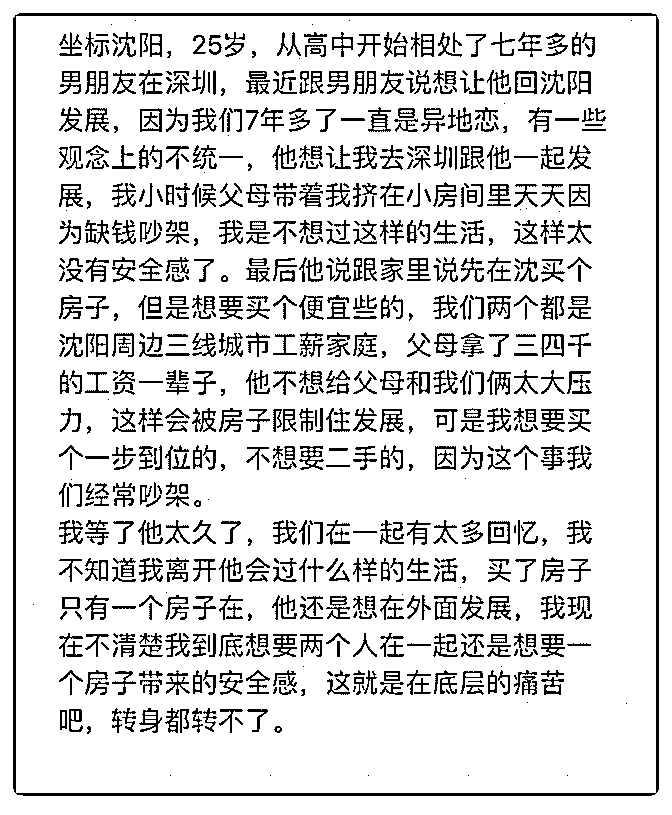 坐标沈阳，25岁，从高中开始相处了七年多的
男朋友在深圳，最近跟男朋友说想让他回沈阳
发展，因为我们7年多了一直是异地恋，有一些
观念上的不统一，他想让我去深圳跟他一起发
展，我小时候父母带着我挤在小房间里天天因
为缺钱吵架，我是不想过这样的生活，这样太
没有安全感了。最后他说跟家里说先在沈买个
房子，但是想要买个便宜些的，我们两个都是
沈阳周边三线城市工薪家庭，父母拿了三四千
的工资一辈子，他不想给父母和我们俩太大压
力，这样会被房子限制住发展，可是我想要买
个一步到位的，不想要二手的，因为这个事我
们经常吵架。
我等了他太久了，我们在一起有太多回忆，我
不知道我离开他会过什么样的生活，买了房子
只有一个房子在，他还是想在外面发展，我现
在不清楚我到底想要两个人在一起还是想要一
个房子带来的安全感，这就是在底层的痛苦
吧，转身都转不了。